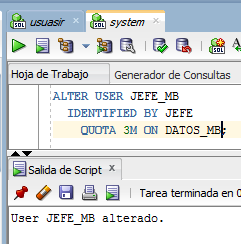 usuasir
system
Hoja de Trabajo
Generador de Consultas
ALTER USER JEFE_MB
IDENTIFIED BY JEFE
QUOTA 3M ON DATOS_MB;
Salida de Script
Tarea terminada en 0
User JEFE_MB alterado.